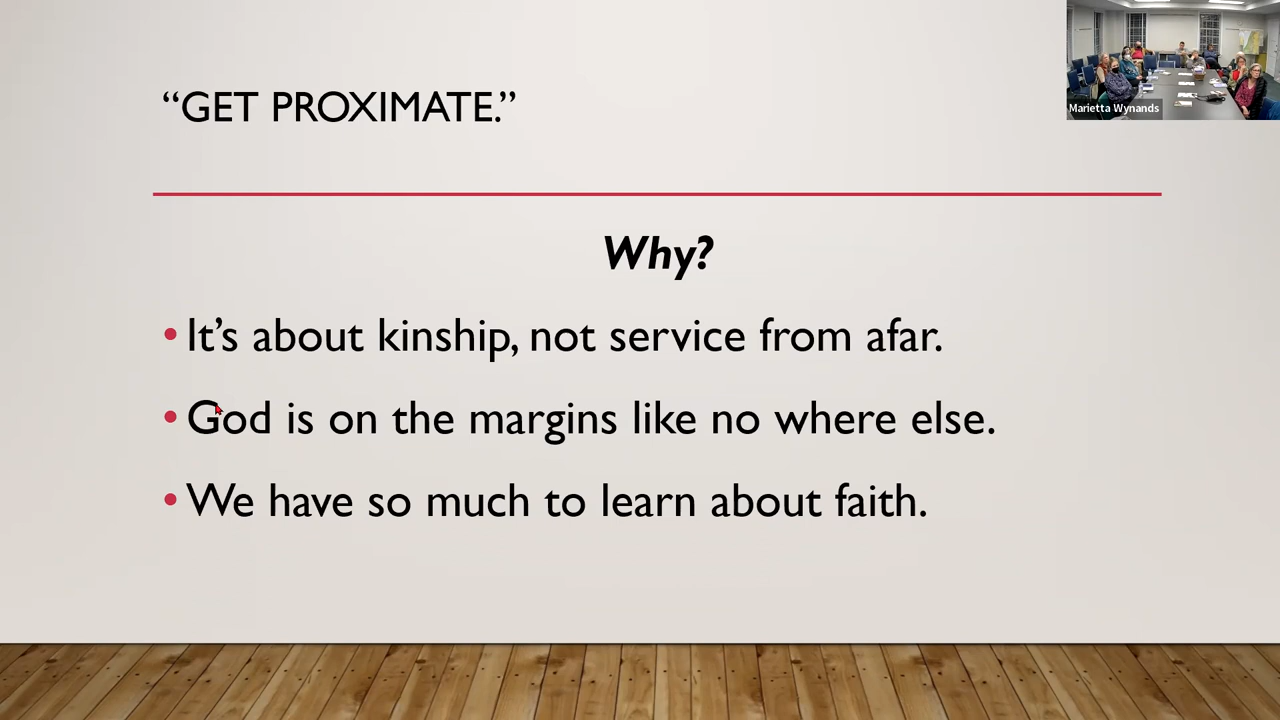 “GET PROXIMATE.”
Marietta Wynands
Why?
• It’s about kinship, not service from afar.
• God is on the margins like no where else.
• We have so much to learn about faith.